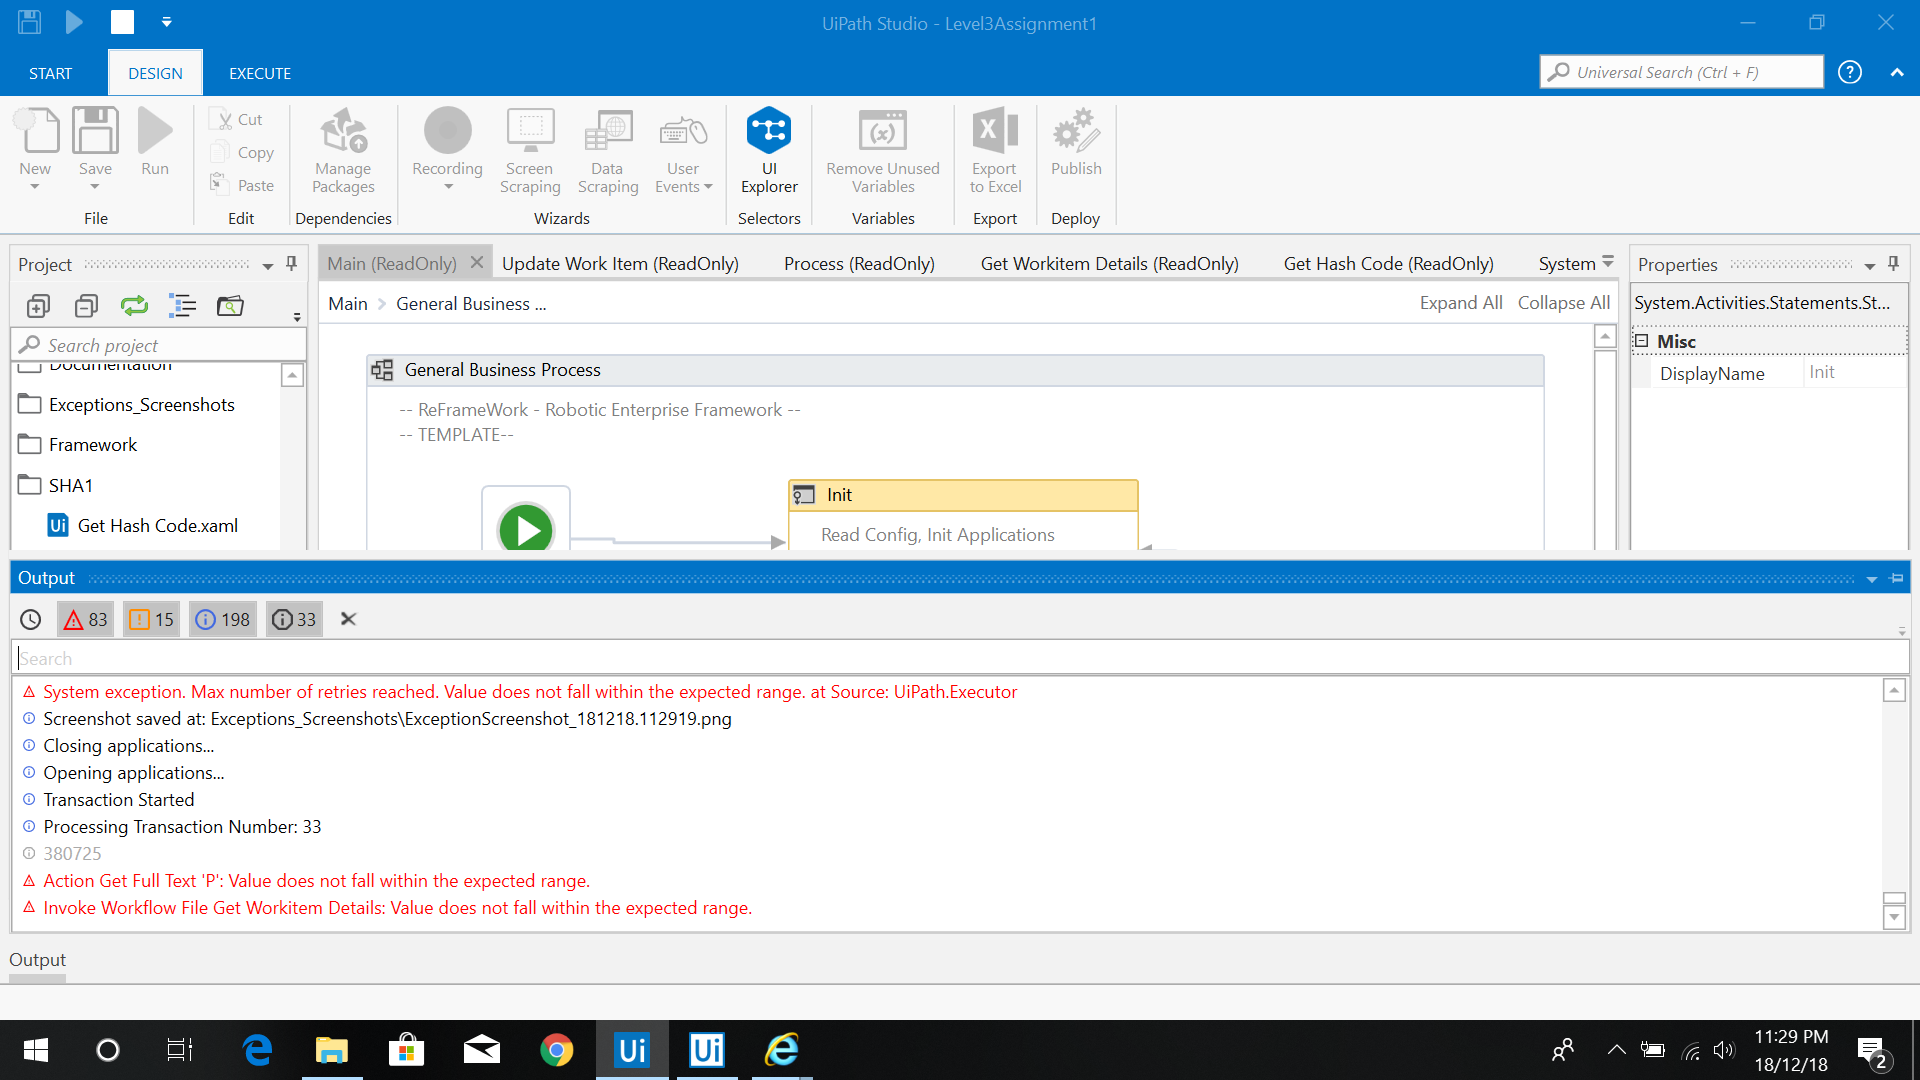 UiPath Studio - Level3Assignment1
START
DESIGN
EXECUTE
Universal Search (Ctrl + F)
?
New
Save
Run
File
Cut
Copy
Paste
Edit
Manage Packages
Dependencies
Recording
Screen Scraping
Data Scraping
User Events
Wizards
UI Explorer
Selectors
Remove Unused Variables
Variables
Export to Excel
Export
Publish
Deploy
Project
Search project
Documentation
Exceptions_Screenshots
Framework
SHA1
Ui Get Hash Code.xaml
Main (ReadOnly)
Update Work Item (ReadOnly)
Process (ReadOnly)
Get Workitem Details (ReadOnly)
Get Hash Code (ReadOnly)
System
Main > General Business ...
Expand All
Collapse All
General Business Process
-- ReFrameWork - Robotic Enterprise Framework --
-- TEMPLATE--
Init
Read Config, Init Applications
Properties
System.Activities.Statements.St...
Misc
DisplayName
Init
Output
83
15
198
33
Search
System exception. Max number of retries reached. Value does not fall within the expected range. at Source: UiPath.Executor
Screenshot saved at: Exceptions_Screenshots\ExceptionScreenshot_181218.112919.png
Closing applications...
Opening applications...
Transaction Started
Processing Transaction Number: 33
380725
Action Get Full Text 'P': Value does not fall within the expected range.
Invoke Workflow File Get Workitem Details: Value does not fall within the expected range.
Output
Ui
Ui
11:29 PM
18/12/18
2